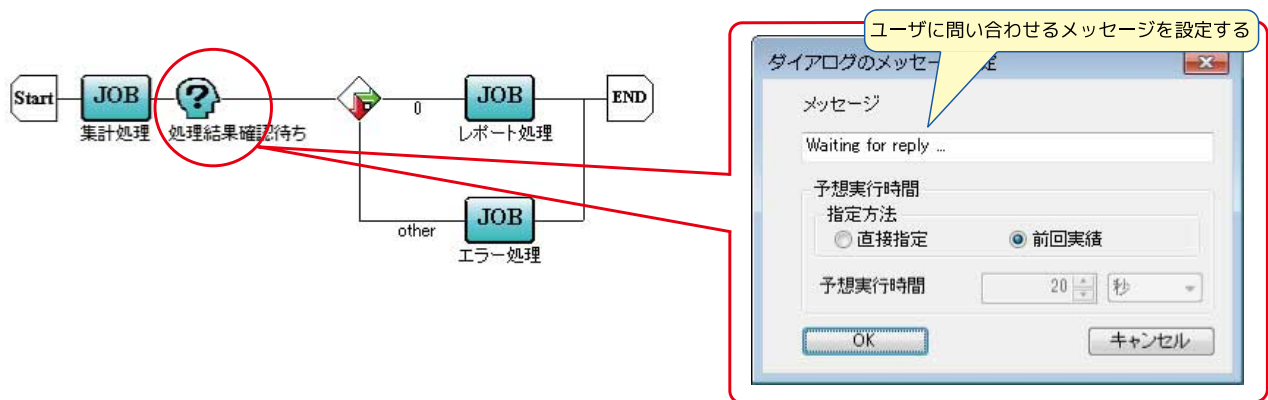 Start
JOB
集計処理
処理結果確認待ち
0
other
JOB
レポート処理
JOB
エラー処理
END
ユーザに問い合わせるメッセージを設定する
ダイアログのメッセー 定
メッセージ
Waiting for reply ...
予想実行時間
指定方法
直接指定
前回実績
予想実行時間
20
秒
OK
キャンセル